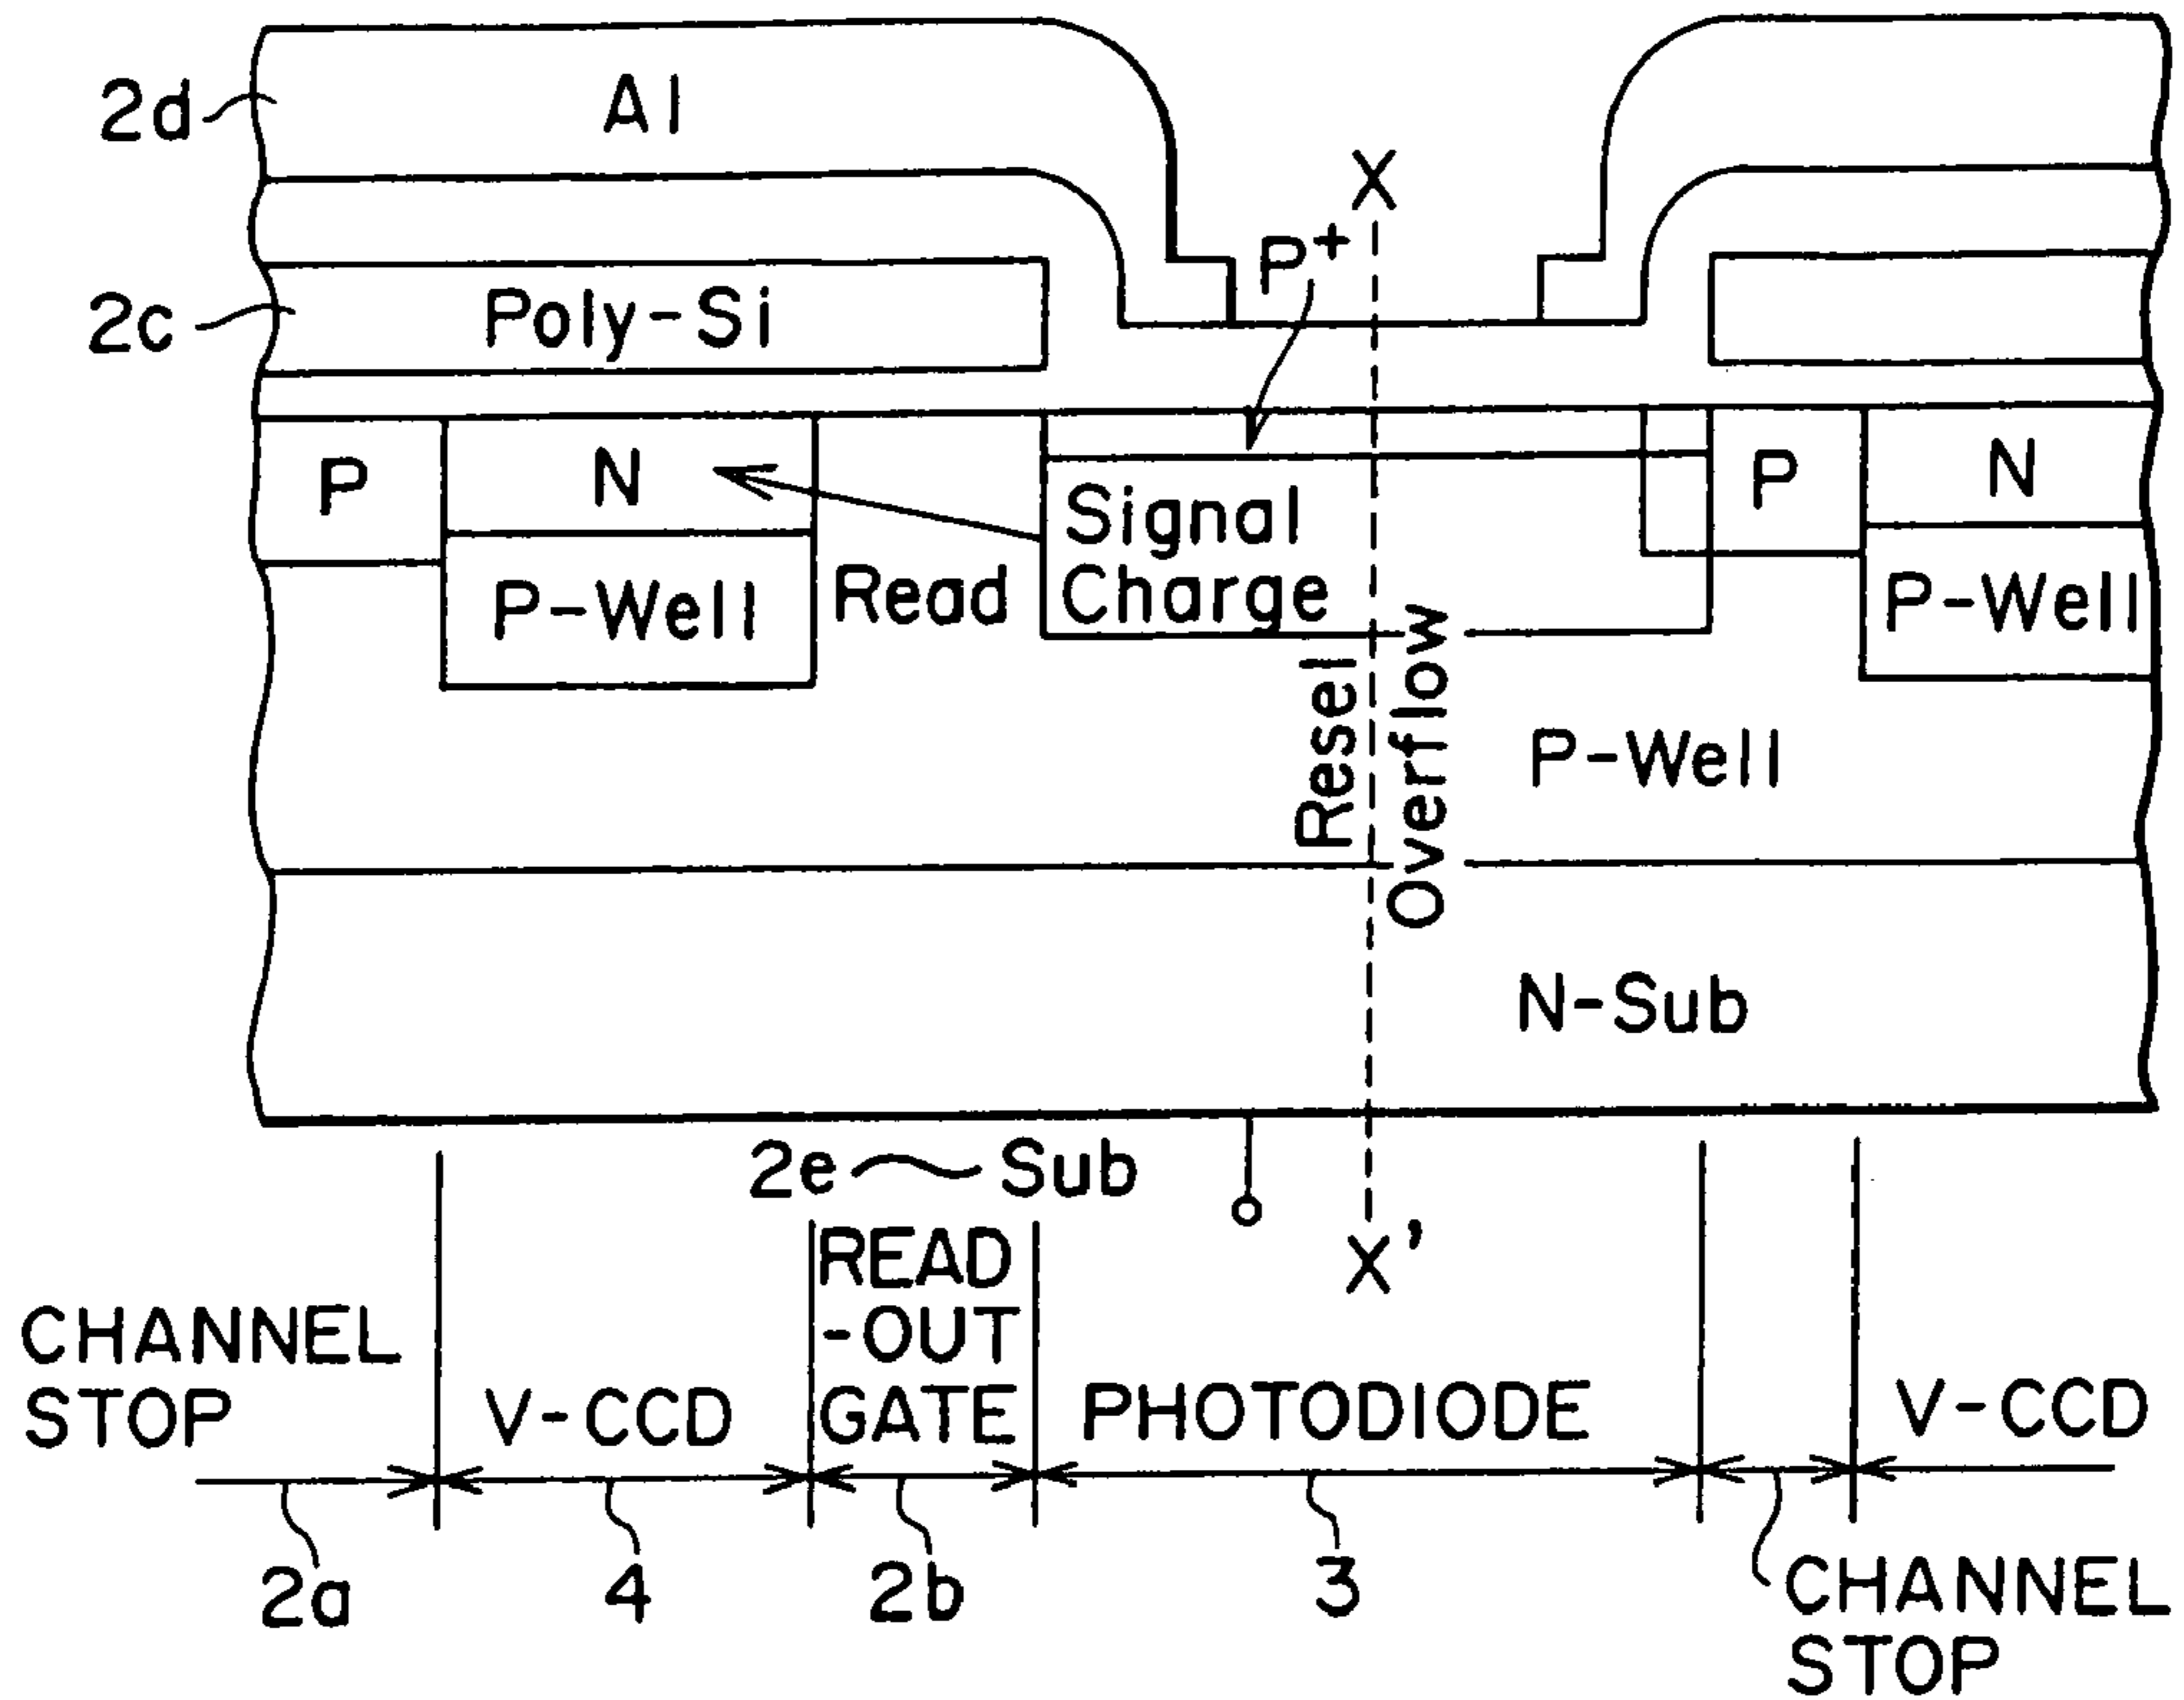 2d
Al
X
P+
2c
Poly-Si
P
N
Signal
Charge
P
N
P-Well
Read
P-Well
Resel
Overflow
P-Well
N-Sub
2e
Sub
X'
READ
-OUT
GATE
CHANNEL
STOP
V-CCD
PHOTODIODE
V-CCD
2a
4
2b
3
CHANNEL
STOP